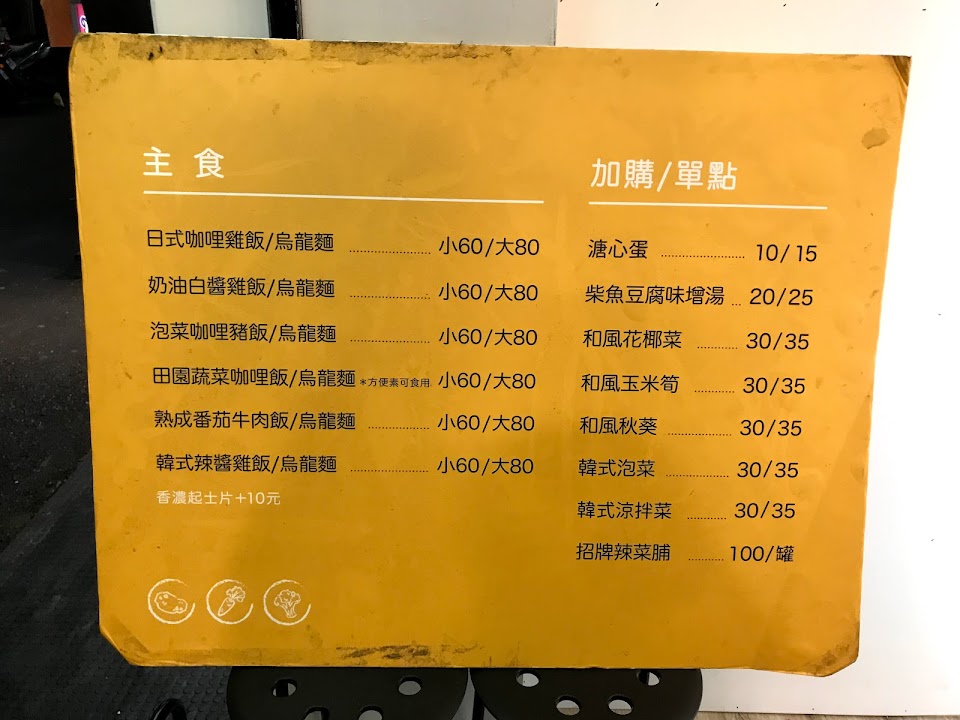 主 食
日式咖哩雞飯/烏龍麵 小60/大80
奶油白醬雞飯/烏龍麵 小60/大80
泡菜咖哩豬飯/烏龍麵 小60/大80
田園蔬菜咖哩飯/烏龍麵 *方便素可食用 小60/大80
熟成番茄牛肉飯/烏龍麵 小60/大80
韓式辣醬雞飯/烏龍麵 小60/大80
香濃起士片+10元
加購/單點
溏心蛋 10/15
柴魚豆腐味增湯 20/25
和風花椰菜 30/35
和風玉米筍 30/35
和風秋葵 30/35
韓式泡菜 30/35
韓式涼拌菜 30/35
招牌辣菜脯 100/罐